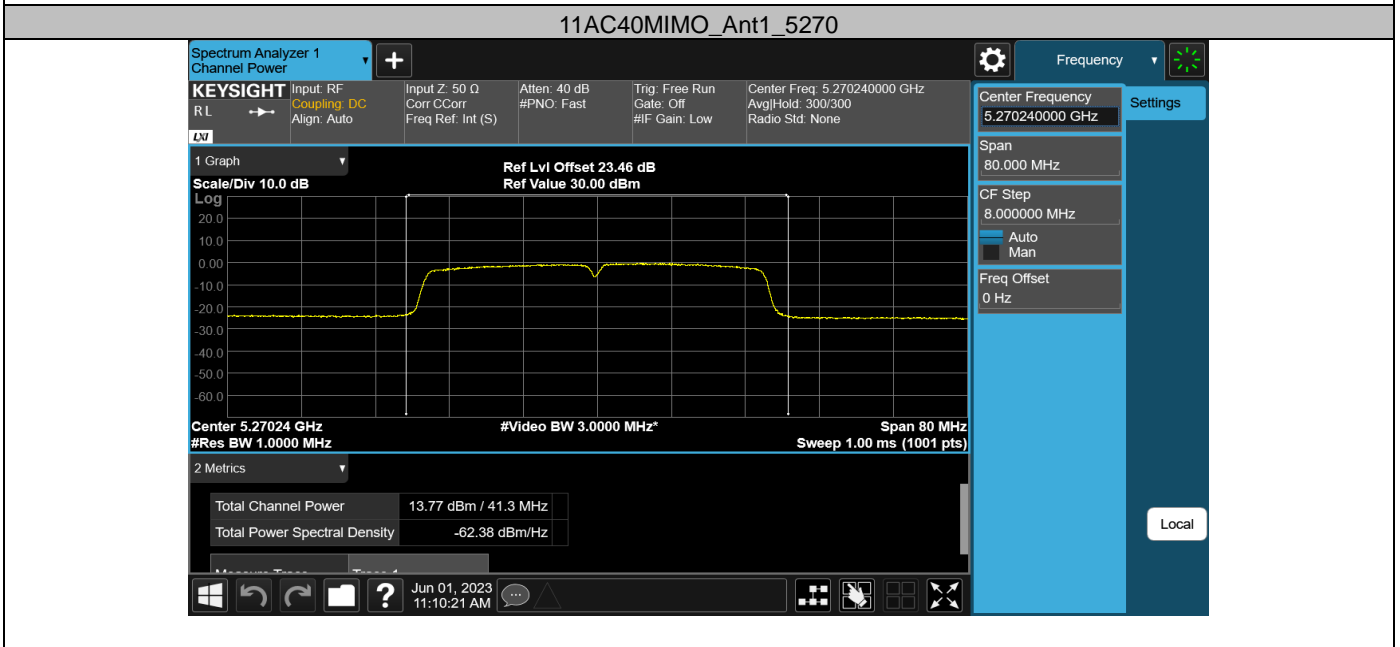 11AC40MIMO_Ant1_5270
Spectrum Analyzer 1
Channel Power
+
Frequency
KEYSIGHT
RL
LXI
Input: RF
Coupling: DC
Align: Auto
Input Z: 50 Ω
Corr CCorr
Freq Ref: Int (S)
Atten: 40 dB
#PNO: Fast
Trig: Free Run
Gate: Off
#IF Gain: Low
Center Freq: 5.270240000 GHz
Avg|Hold: 300/300
Radio Std: None
Center Frequency
5.270240000 GHz
Settings
Span
80.000 MHz
CF Step
8.000000 MHz
Auto
Man
Freq Offset
0 Hz
Local
1 Graph
Scale/Div 10.0 dB
Ref Lvl Offset 23.46 dB
Ref Value 30.00 dBm
Log
20.0
10.0
0.00
-10.0
-20.0
-30.0
-40.0
-50.0
-60.0
Center 5.27024 GHz
#Video BW 3.0000 MHz*
Span 80 MHz
#Res BW 1.0000 MHz
Sweep 1.00 ms (1001 pts)
2 Metrics
Total Channel Power 13.77 dBm / 41.3 MHz
Total Power Spectral Density -62.38 dBm/Hz
?
Jun 01, 2023
11:10:21 AM